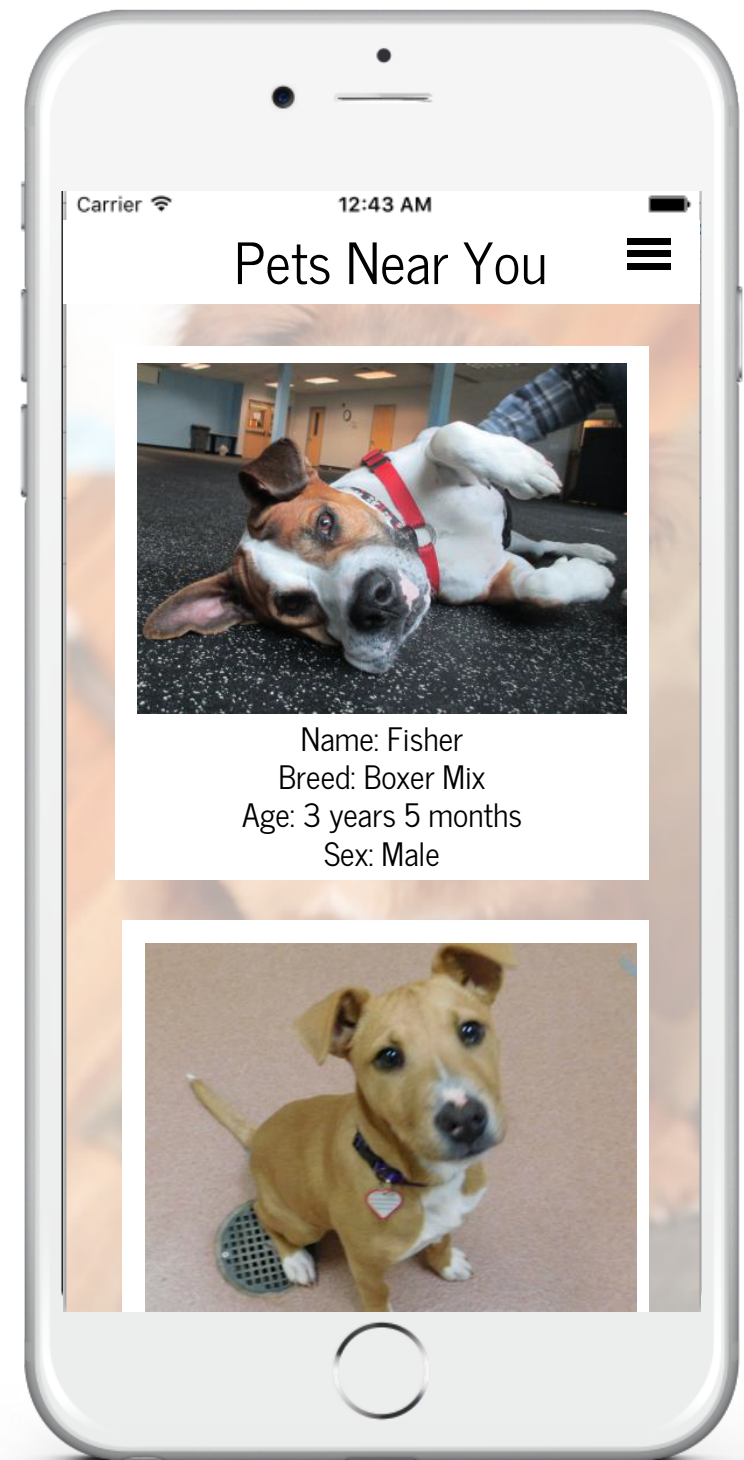 Carrier 12:43 AM
Pets Near You
Name: Fisher
Breed: Boxer Mix
Age: 3 years 5 months
Sex: Male